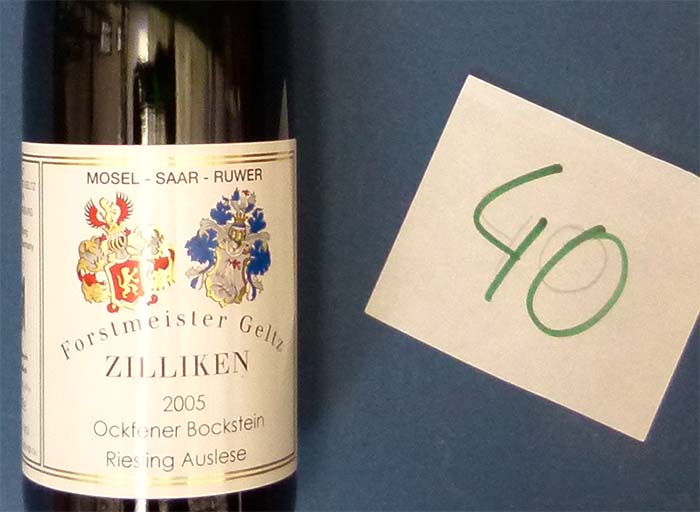 MOSEL - SAAR - RUWER
Forstmeister Geltz
ZILLIKEN
2005
Ockfener Bockstein
Riesling Auslese
40